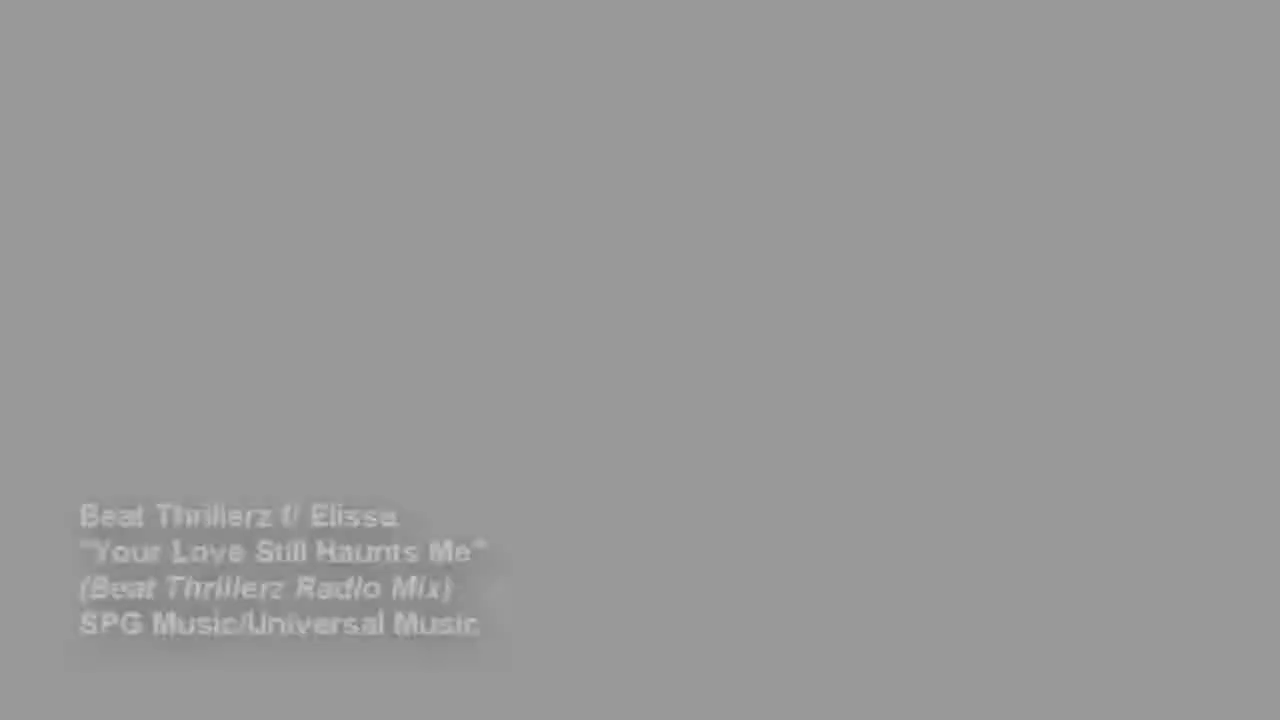 Beat Thrillerz f/ Elissa
"Your Love Still Haunts Me"
(Beat Thrillerz Radio Mix)
SPG Music/Universal Music